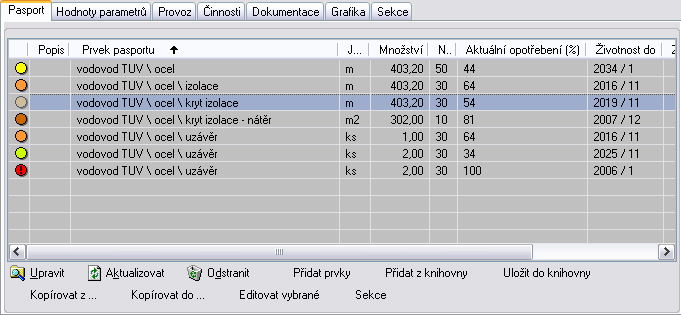 Pasport Hodnoty parametrů Provoz Činnosti Dokumentace Grafika Sekce
Popis Prvek pasportu J... Množství N.. Aktuální opotřebení (%) Životnost do Z
vodovod TUV \ ocel m 403,20 50 44 2034 / 1
vodovod TUV \ ocel \ izolace m 403,20 30 64 2016 / 11
vodovod TUV \ ocel \ kryt izolace m 403,20 30 54 2019 / 11
vodovod TUV \ ocel \ kryt izolace - nátěr m2 302,00 10 81 2007 / 12
vodovod TUV \ ocel \ uzávěr ks 1,00 30 64 2016 / 11
vodovod TUV \ ocel \ uzávěr ks 2,00 30 34 2025 / 11
vodovod TUV \ ocel \ uzávěr ks 2,00 30 100 2006 / 1
Upravit Aktualizovat Odstranit Přidat prvky Přidat z knihovny Uložit do knihovny
Kopírovat z ... Kopírovat do ... Editovat vybrané Sekce